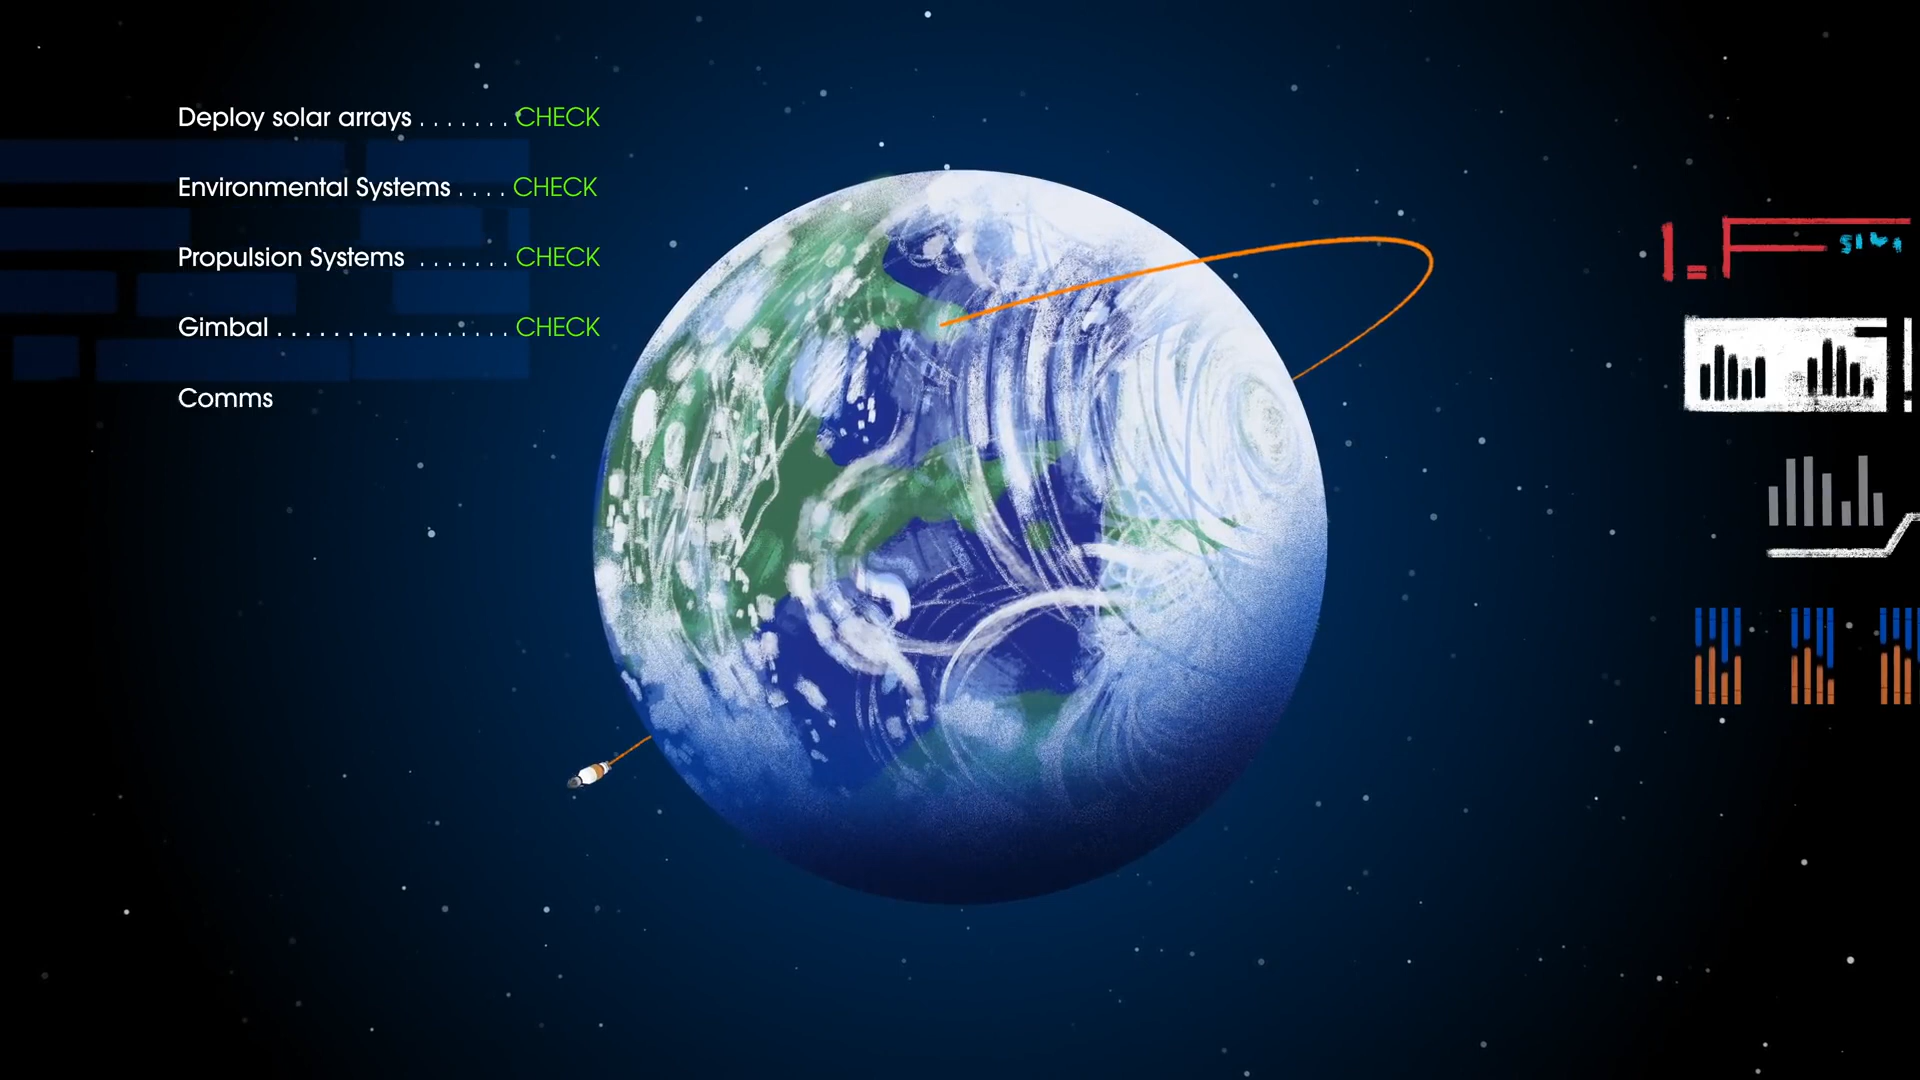 Deploy solar arrays . . . . . . . CHECK
Environmental Systems . . . . CHECK
Propulsion Systems . . . . . . . CHECK
Gimbal . . . . . . . . . . . . . . . . CHECK
Comms